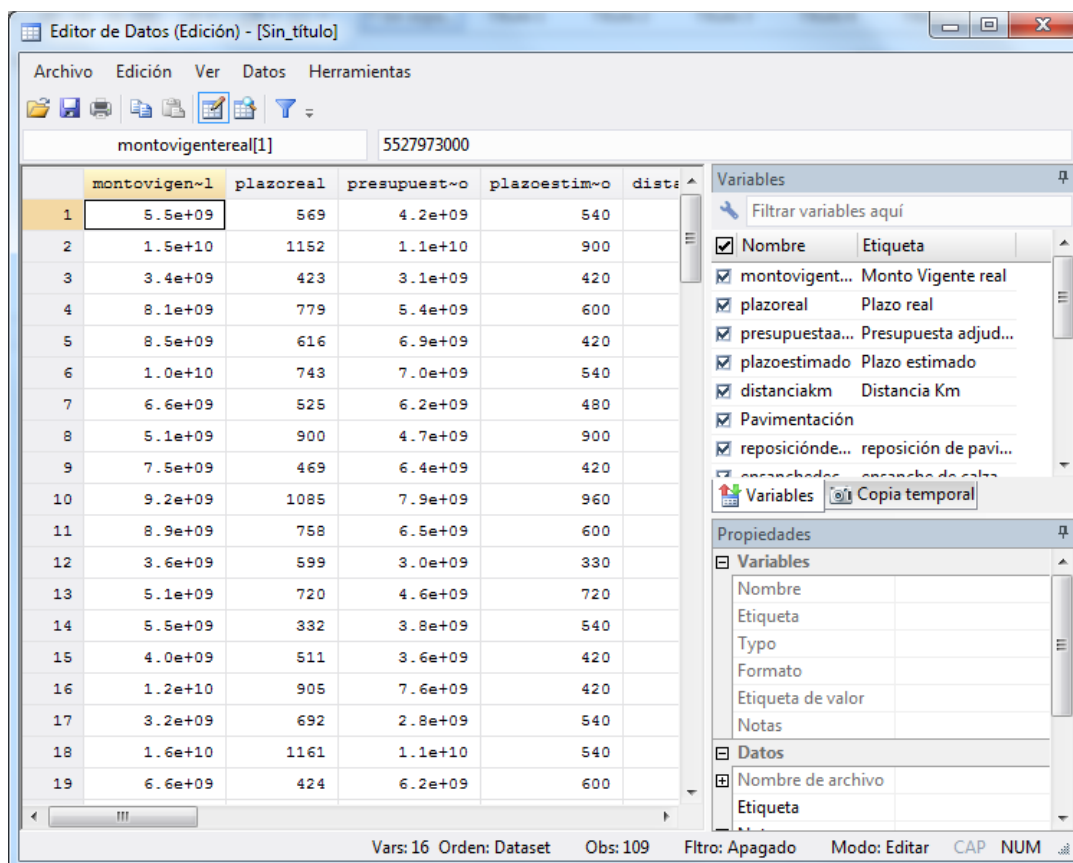 Editor de Datos (Edición) - [Sin_título]
Archivo Edición Ver Datos Herramientas
montovigentereal[1] 5527973000
montovigen~l plazoreal presupuest~o plazoestim~o dista
1 5.5e+09 569 4.2e+09 540
2 1.5e+10 1152 1.1e+10 900
3 3.4e+09 423 3.1e+09 420
4 8.1e+09 779 5.4e+09 600
5 8.5e+09 616 6.9e+09 420
6 1.0e+10 743 7.0e+09 540
7 6.6e+09 525 6.2e+09 480
8 5.1e+09 900 4.7e+09 900
9 7.5e+09 469 6.4e+09 420
10 9.2e+09 1085 7.9e+09 960
11 8.9e+09 758 6.5e+09 600
12 3.6e+09 599 3.0e+09 330
13 5.1e+09 720 4.6e+09 720
14 5.5e+09 332 3.8e+09 540
15 4.0e+09 511 3.6e+09 420
16 1.2e+10 905 7.6e+09 420
17 3.2e+09 692 2.8e+09 540
18 1.6e+10 1161 1.1e+10 540
19 6.6e+09 424 6.2e+09 600
Variables
Filtrar variables aquí
Nombre Etiqueta
montovigent... Monto Vigente real
plazoreal Plazo real
presupuestaa... Presupuesta adjud...
plazoestimado Plazo estimado
distanciakm Distancia Km
Pavimentación
reposiciónde... reposición de pavi...
ensanchedec... ensanche de calza...
Variables Copia temporal
Propiedades
Variables
Nombre
Etiqueta
Typo
Formato
Etiqueta de valor
Notas
Datos
Nombre de archivo
Etiqueta
Vars: 16 Orden: Dataset Obs: 109 Fltro: Apagado Modo: Editar CAP NUM